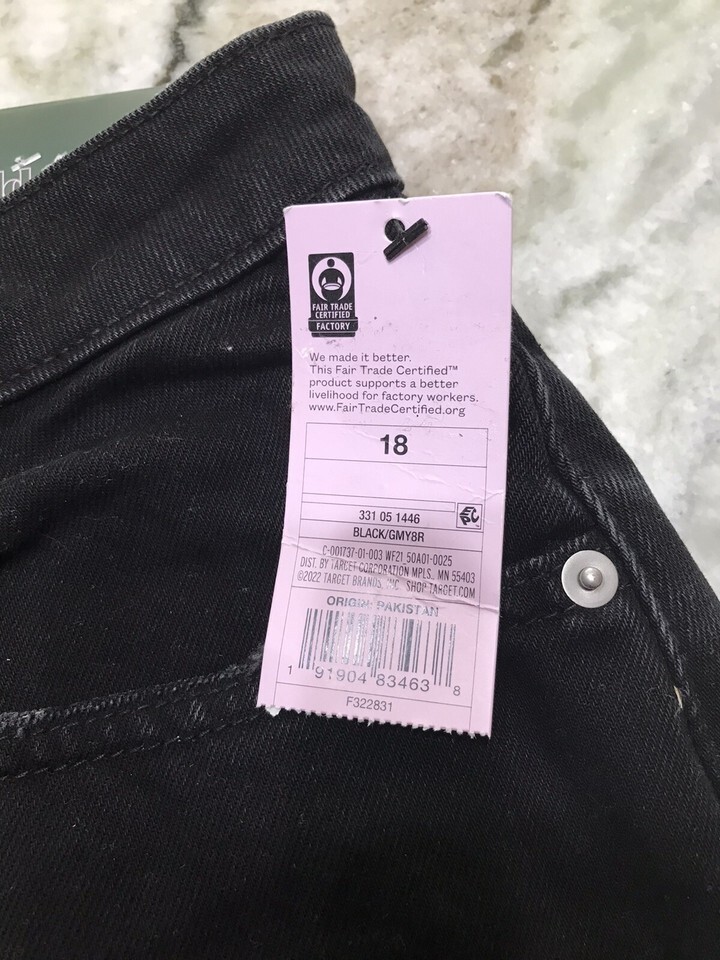 FAIR TRADE
CERTIFIED
FACTORY
We made it better.
This Fair Trade Certified™
product supports a better
livelihood for factory workers.
www.FairTradeCertified.org
18
331 05 1446
BLACK/GMY8R
C-001737-01-003 WF21 50A01-0025
DIST. BY TARGET CORPORATION MPLS, MN 55403
©2022 TARGET BRANDS, INC. SHOP TARGET.COM
ORIGIN: PAKISTAN
1 91904 83463 8
F322831